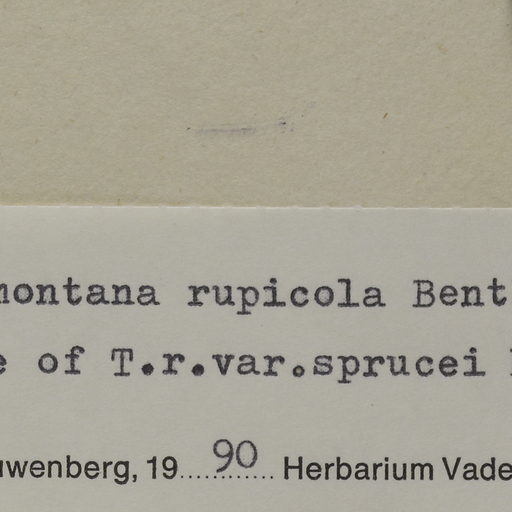 montana rupicola Bent
e of T.r.var.sprucei
uwenberg, 19 90 Herbarium Vade